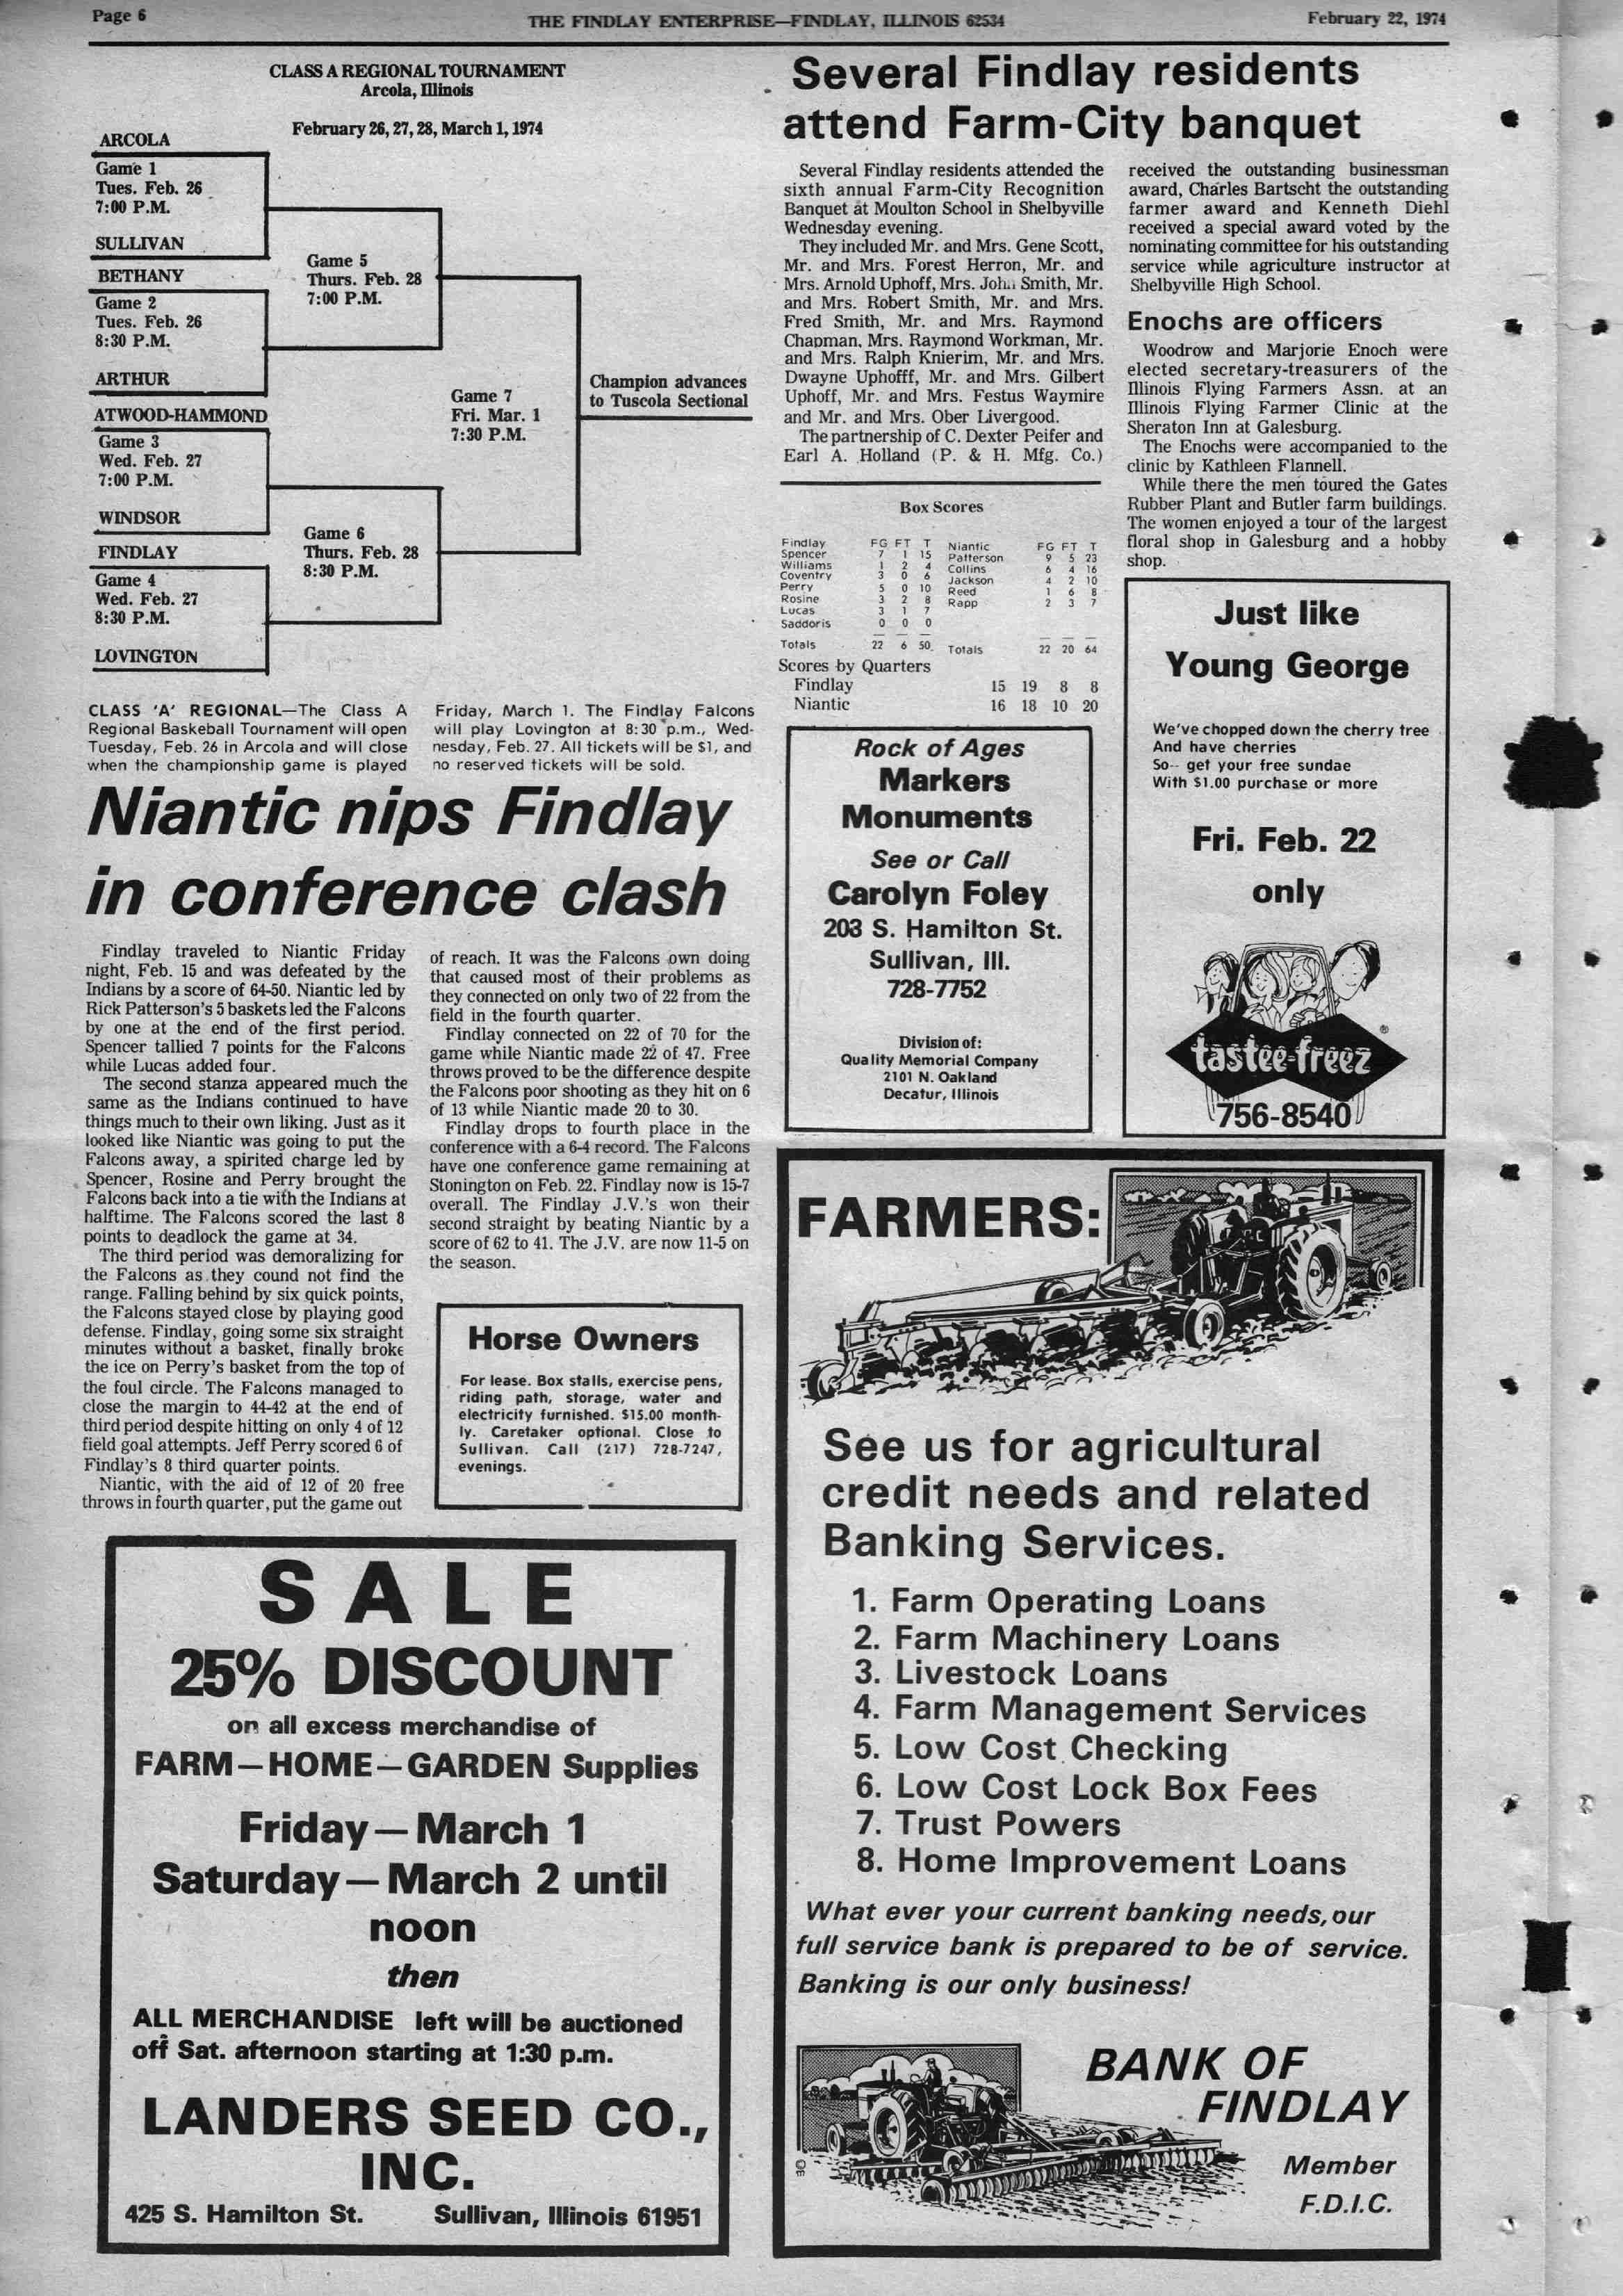 Page 6
THE FINDLAY ENTERPRISE—FINDLAY, ILLINOIS 62534
February 22, 1974
CLASS A REGIONAL TOURNAMENT
Arcola, Illinois
February 26, 27, 28, March 1, 1974
ARCOLA
Game 1
Tues. Feb. 26
7:00 P.M.
SULLIVAN
BETHANY
Game 2
Tues. Feb. 26
8:30 P.M.
ARTHUR
ATWOOD-HAMMOND
Game 3
Wed. Feb. 27
7:00 P.M.
WINDSOR
FINDLAY
Game 4
Wed. Feb. 27
8:30 P.M.
LOVINGTON
Game 5
Thurs. Feb. 28
7:00 P.M.
Game 6
Thurs. Feb. 28
8:30 P.M.
Game 7
Fri. Mar. 1
7:30 P.M.
Champion advances
to Tuscola Sectional
CLASS 'A' REGIONAL—The Class A
Regional Baskeball Tournament will open
Tuesday, Feb. 26 in Arcola and will close
when the championship game is played
Friday, March 1. The Findlay Falcons
will play Lovington at 8:30 p.m., Wed-
nesday, Feb. 27. All tickets will be $1, and
no reserved tickets will be sold.
Niantic nips Findlay
in conference clash
Findlay traveled to Niantic Friday
night, Feb. 15 and was defeated by the
Indians by a score of 64-50. Niantic led by
Rick Patterson's 5 baskets led the Falcons
by one at the end of the first period.
Spencer tallied 7 points for the Falcons
while Lucas added four.
The second stanza appeared much the
same as the Indians continued to have
things much to their own liking. Just as it
looked like Niantic was going to put the
Falcons away, a spirited charge led by
Spencer, Rosine and Perry brought the
Falcons back into a tie with the Indians at
halftime. The Falcons scored the last 8
points to deadlock the game at 34.
The third period was demoralizing for
the Falcons as they cound not find the
range. Falling behind by six quick points,
the Falcons stayed close by playing good
defense. Findlay, going some six straight
minutes without a basket, finally broke
the ice on Perry's basket from the top of
the foul circle. The Falcons managed to
close the margin to 44-42 at the end of
third period despite hitting on only 4 of 12
field goal attempts. Jeff Perry scored 6 of
Findlay's 8 third quarter points.
Niantic, with the aid of 12 of 20 free
throws in fourth quarter, put the game out
of reach. It was the Falcons own doing
that caused most of their problems as
they connected on only two of 22 from the
field in the fourth quarter.
Findlay connected on 22 of 70 for the
game while Niantic made 22 of 47. Free
throws proved to be the difference despite
the Falcons poor shooting as they hit on 6
of 13 while Niantic made 20 to 30.
Findlay drops to fourth place in the
conference with a 6-4 record. The Falcons
have one conference game remaining at
Stonington on Feb. 22. Findlay now is 15-7
overall. The Findlay J.V.'s won their
second straight by beating Niantic by a
score of 62 to 41. The J.V. are now 11-5 on
the season.
Horse Owners
For lease. Box stalls, exercise pens,
riding path, storage, water and
electricity furnished. $15.00 month-
ly. Caretaker optional. Close to
Sullivan. Call (217) 728-7247,
evenings.
SALE
25% DISCOUNT
on all excess merchandise of
FARM—HOME—GARDEN Supplies
Friday—March 1
Saturday—March 2 until
noon
then
ALL MERCHANDISE left will be auctioned
off Sat. afternoon starting at 1:30 p.m.
LANDERS SEED CO.,
INC.
425 S. Hamilton St. Sullivan, Illinois 61951
Several Findlay residents
attend Farm-City banquet
Several Findlay residents attended the
sixth annual Farm-City Recognition
Banquet at Moulton School in Shelbyville
Wednesday evening.
They included Mr. and Mrs. Gene Scott,
Mr. and Mrs. Forest Herron, Mr. and
Mrs. Arnold Uphoff, Mrs. John Smith, Mr.
and Mrs. Robert Smith, Mr. and Mrs.
Fred Smith, Mr. and Mrs. Raymond
Chapman, Mrs. Raymond Workman, Mr.
and Mrs. Ralph Knierim, Mr. and Mrs.
Dwayne Uphofff, Mr. and Mrs. Gilbert
Uphoff, Mr. and Mrs. Festus Waymire
and Mr. and Mrs. Ober Livergood.
The partnership of C. Dexter Peifer and
Earl A. Holland (P. & H. Mfg. Co.)
received the outstanding businessman
award, Charles Bartscht the outstanding
farmer award and Kenneth Diehl
received a special award voted by the
nominating committee for his outstanding
service while agriculture instructor at
Shelbyville High School.
Enochs are officers
Woodrow and Marjorie Enoch were
elected secretary-treasurers of the
Illinois Flying Farmers Assn. at an
Illinois Flying Farmer Clinic at the
Sheraton Inn at Galesburg.
The Enochs were accompanied to the
clinic by Kathleen Flannell.
While there the men toured the Gates
Rubber Plant and Butler farm buildings.
The women enjoyed a tour of the largest
floral shop in Galesburg and a hobby
shop.
Box Scores
Findlay FG FT T
Spencer 7 1 15
Williams 1 2 4
Coventry 3 0 6
Perry 5 0 10
Rosine 3 2 8
Lucas 3 1 7
Saddoris 0 0 0
Totals 22 6 50
Niantic FG FT T
Patterson 9 5 23
Collins 6 4 16
Jackson 4 2 10
Reed 1 6 8
Rapp 2 3 7
Totals 22 20 64
Scores by Quarters
Findlay 15 19 8 8
Niantic 16 18 10 20
Rock of Ages
Markers
Monuments
See or Call
Carolyn Foley
203 S. Hamilton St.
Sullivan, Ill.
728-7752
Division of:
Quality Memorial Company
2101 N. Oakland
Decatur, Illinois
Just like
Young George
We've chopped down the cherry tree
And have cherries
So-- get your free sundae
With $1.00 purchase or more
Fri. Feb. 22
only
tastee-freez ®
756-8540
FARMERS:
See us for agricultural
credit needs and related
Banking Services.
1. Farm Operating Loans
2. Farm Machinery Loans
3. Livestock Loans
4. Farm Management Services
5. Low Cost Checking
6. Low Cost Lock Box Fees
7. Trust Powers
8. Home Improvement Loans
What ever your current banking needs, our
full service bank is prepared to be of service.
Banking is our only business!
BANK OF
FINDLAY
Member
F.D.I.C.